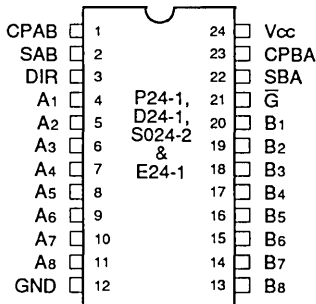 CPAB 1 24 Vcc
SAB 2 23 CPBA
DIR 3 22 SBA
A1 4 P24-1, 21 G̅
A2 5 D24-1, 20 B1
A3 6 S024-2 19 B2
A4 7 & 18 B3
A5 8 E24-1 17 B4
A6 9 16 B5
A7 10 15 B6
A8 11 14 B7
GND 12 13 B8